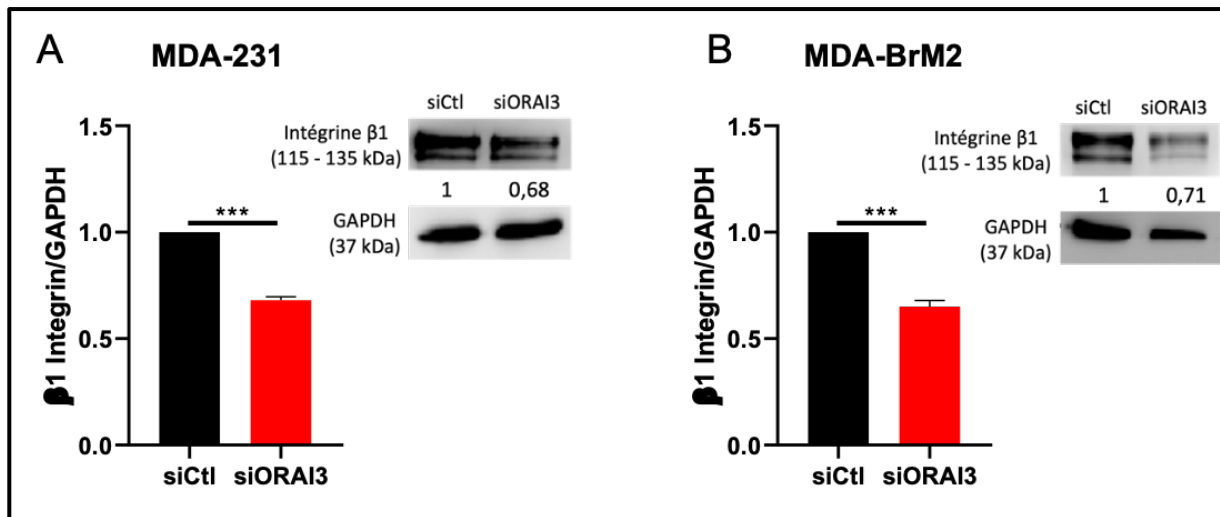 A
MDA-231
siCtl siORAI3
Intégrine β1
(115 - 135 kDa)
1 0,68
GAPDH
(37 kDa)
β1 Integrin/GAPDH
1.5
1.0
0.5
0.0
***
siCtl siORAI3
B
MDA-BrM2
siCtl siORAI3
Intégrine β1
(115 - 135 kDa)
1 0,71
GAPDH
(37 kDa)
β1 Integrin/GAPDH
1.5
1.0
0.5
0.0
***
siCtl siORAI3